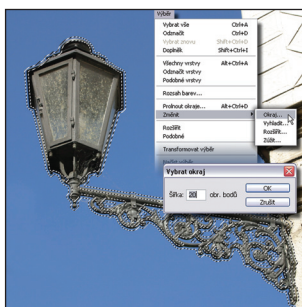 Výběr
Vybrat vše Ctrl+A
Odznačit Ctrl+D
Vybrat znovu Shift+Ctrl+D
Doplněk Shift+Ctrl+I
Všechny vrstvy Alt+Ctrl+A
Odznačit vrstvy
Podobné vrstvy
Rozsah barev...
Prolnout okraje... Alt+Ctrl+D
Změnit
Okraj...
Vyhladit...
Rozšířit...
Zúžit...
Rozšířit
Podobné
Transformovat výběr
Načíst výběr...
Vybrat okraj
Šířka: 20 obr. bodů
OK
Zrušit